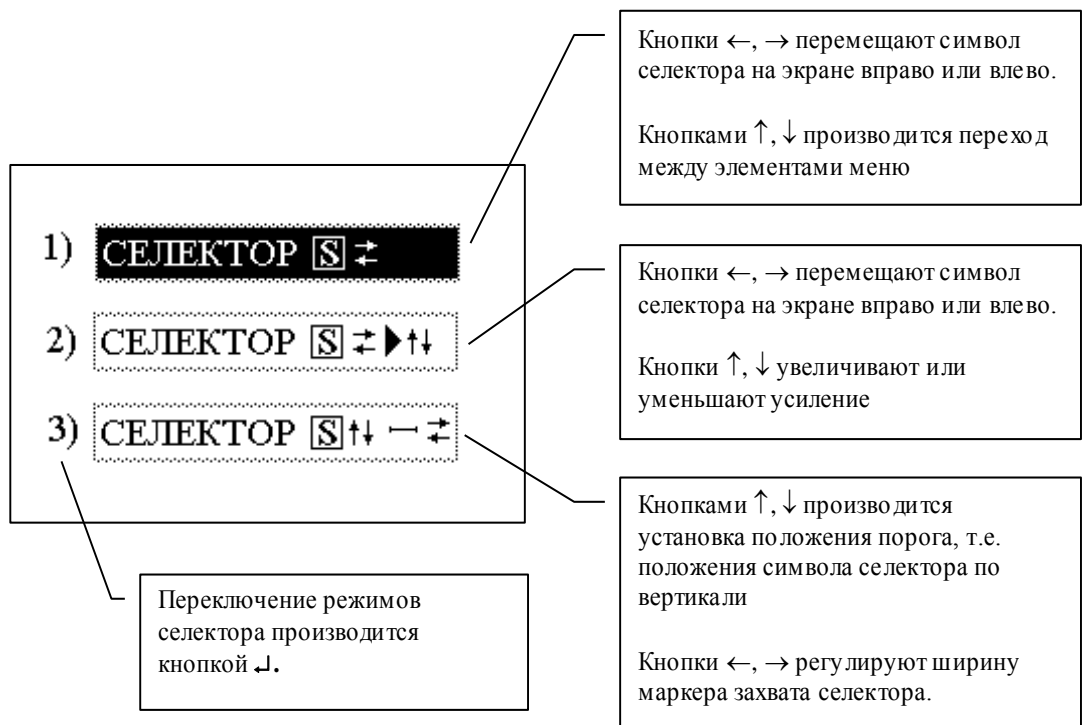 Кнопки ←, → перемещают символ
селектора на экране вправо или влево.
Кнопками ↑, ↓ производится переход
между элементами меню
1) СЕЛЕКТОР S ⇄
2) СЕЛЕКТОР S ⇄ ▶ ↑↓
3) СЕЛЕКТОР S ↑↓ ↔ ⇄
Кнопки ←, → перемещают символ
селектора на экране вправо или влево.
Кнопки ↑, ↓ увеличивают или
уменьшают усиление
Кнопками ↑, ↓ производится
установка положения порога, т.е.
положения символа селектора по
вертикали
Кнопки ←, → регулируют ширину
маркера захвата селектора.
Переключение режимов
селектора производится
кнопкой ↵.